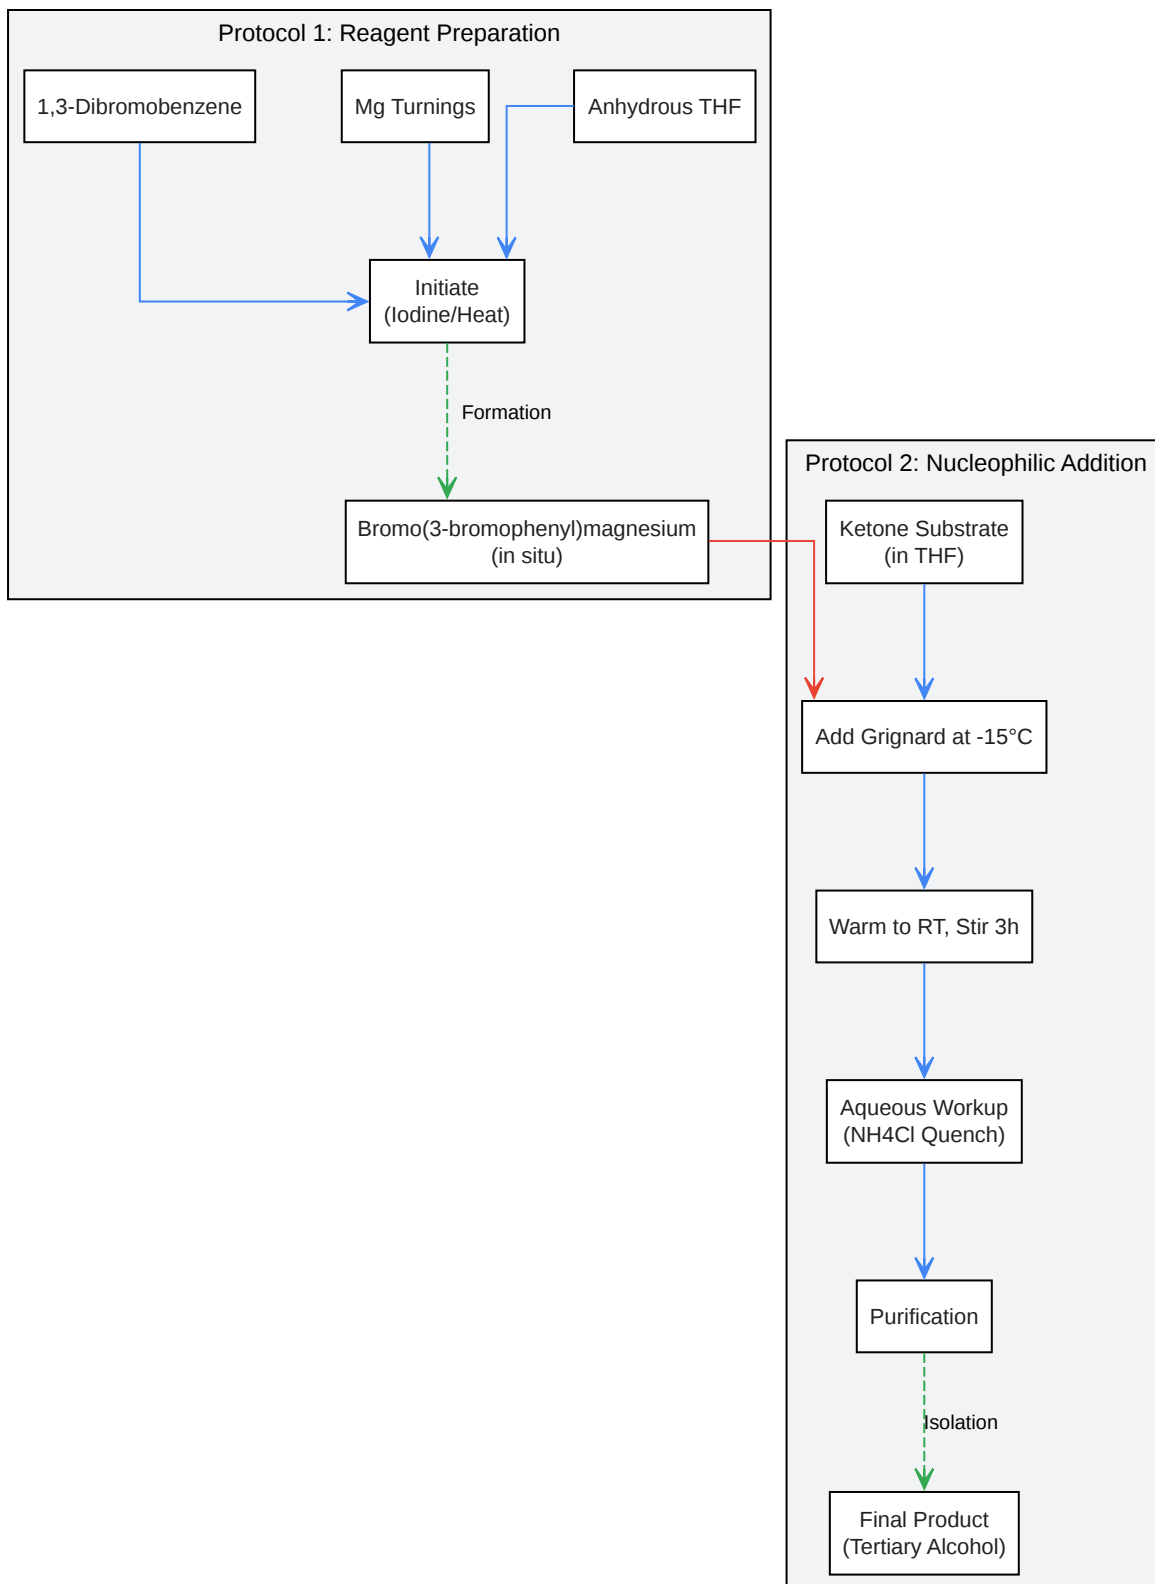 Protocol 1: Reagent Preparation
1,3-Dibromobenzene
Mg Turnings
Anhydrous THF
Initiate
(Iodine/Heat)
Formation
Bromo(3-bromophenyl)magnesium
(in situ)
Protocol 2: Nucleophilic Addition
Ketone Substrate
(in THF)
Add Grignard at -15°C
Warm to RT, Stir 3h
Aqueous Workup
(NH4Cl Quench)
Purification
Isolation
Final Product
(Tertiary Alcohol)